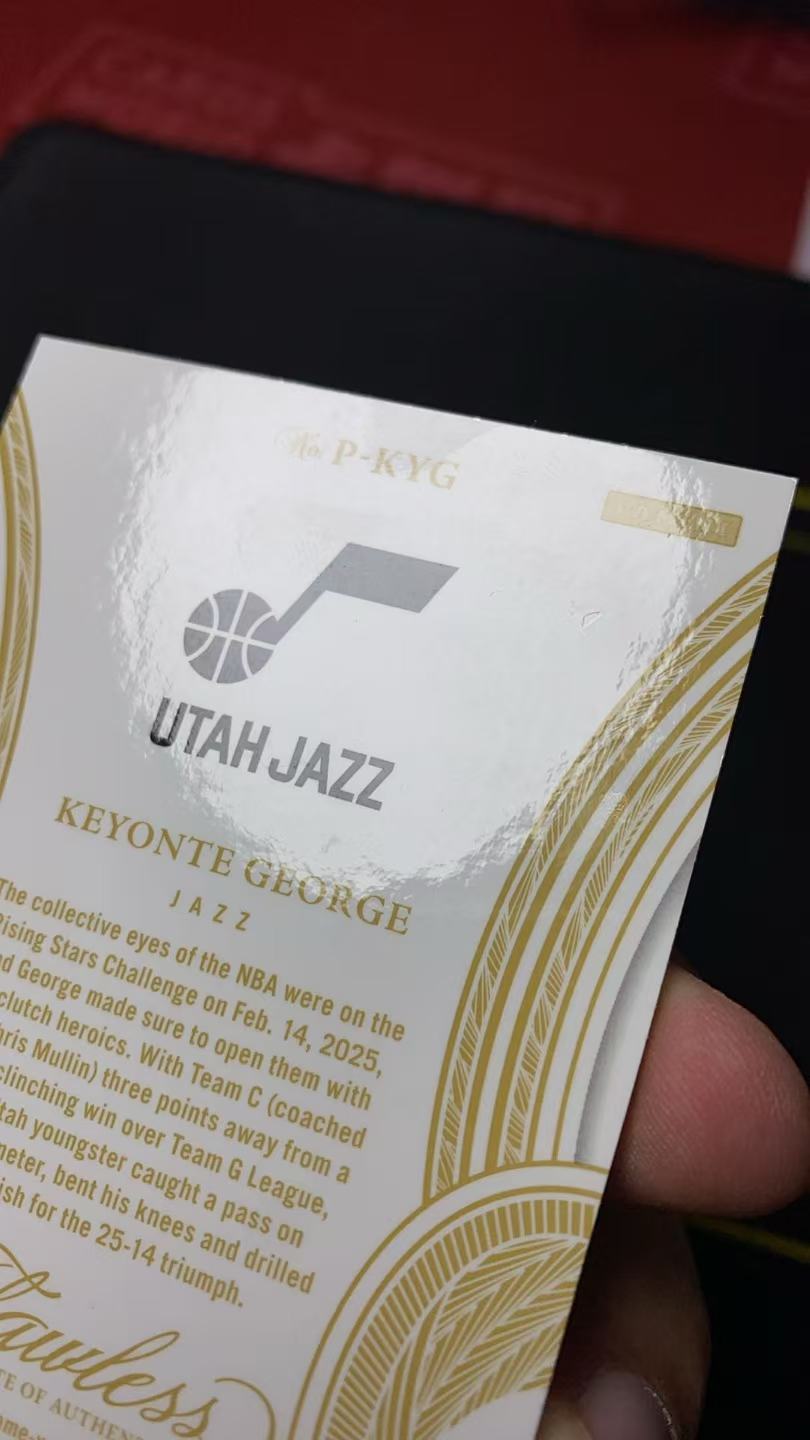 No. P-KYG
PANINI
UTAH JAZZ
KEYONTE GEORGE
JAZZ
The collective eyes of the NBA were on the
Rising Stars Challenge on Feb. 14, 2025,
George made sure to open them with
clutch heroics. With Team C (coached
Chris Mullin) three points away from a
clinching win over Team G League,
Utah youngster caught a pass on
bent his knees and drilled
for the 25-14 triumph.
Flawless
OF